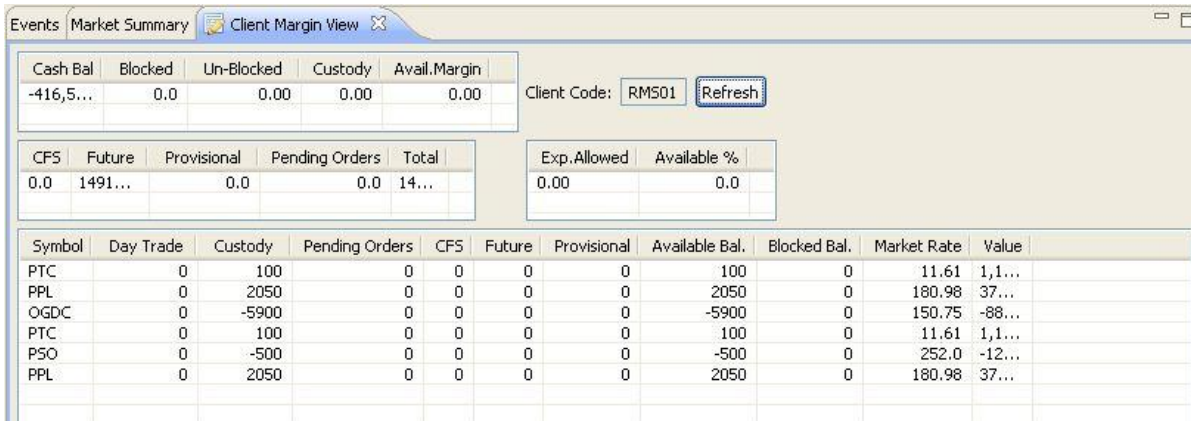 Events Market Summary Client Margin View
Cash Bal Blocked Un-Blocked Custody Avail.Margin
-416,5... 0.0 0.00 0.00 0.00
Client Code: RMS01 Refresh
CFS Future Provisional Pending Orders Total
0.0 1491... 0.0 0.0 14...
Exp.Allowed Available %
0.00 0.0
Symbol Day Trade Custody Pending Orders CFS Future Provisional Available Bal. Blocked Bal. Market Rate Value
PTC 0 100 0 0 0 0 100 0 11.61 1,1...
PPL 0 2050 0 0 0 0 2050 0 180.98 37...
OGDC 0 -5900 0 0 0 0 -5900 0 150.75 -88...
PTC 0 100 0 0 0 0 100 0 11.61 1,1...
PSO 0 -500 0 0 0 0 -500 0 252.0 -12...
PPL 0 2050 0 0 0 0 2050 0 180.98 37...